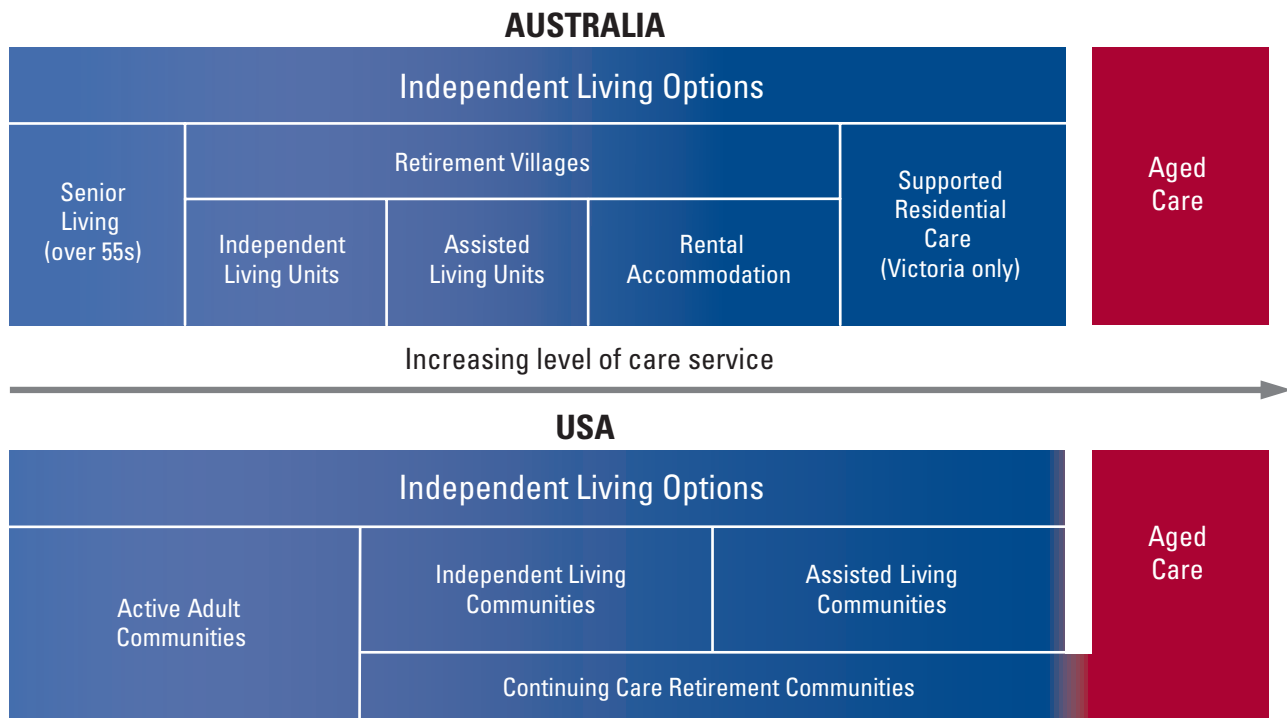 AUSTRALIA
Independent Living Options
Senior
Living
(over 55s)
Retirement Villages
Independent
Living Units
Assisted
Living Units
Rental
Accommodation
Supported
Residential
Care
(Victoria only)
Aged
Care
Increasing level of care service
USA
Independent Living Options
Active Adult
Communities
Independent Living
Communities
Assisted Living
Communities
Continuing Care Retirement Communities
Aged
Care